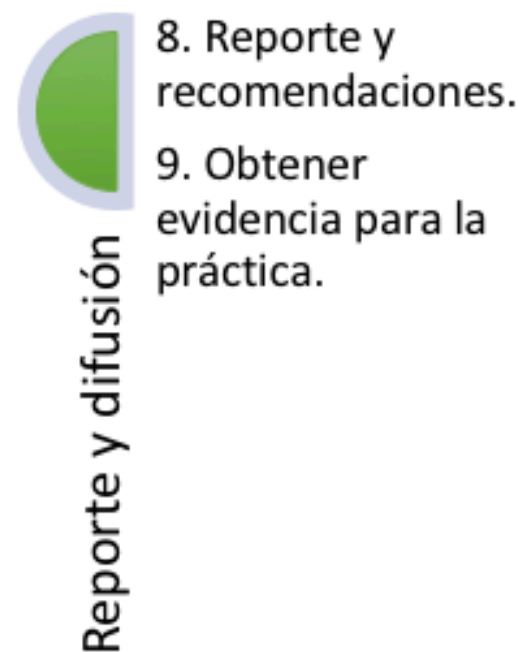 8. Reporte y
recomendaciones.
9. Obtener
evidencia para la
práctica.
Reporte y difusión